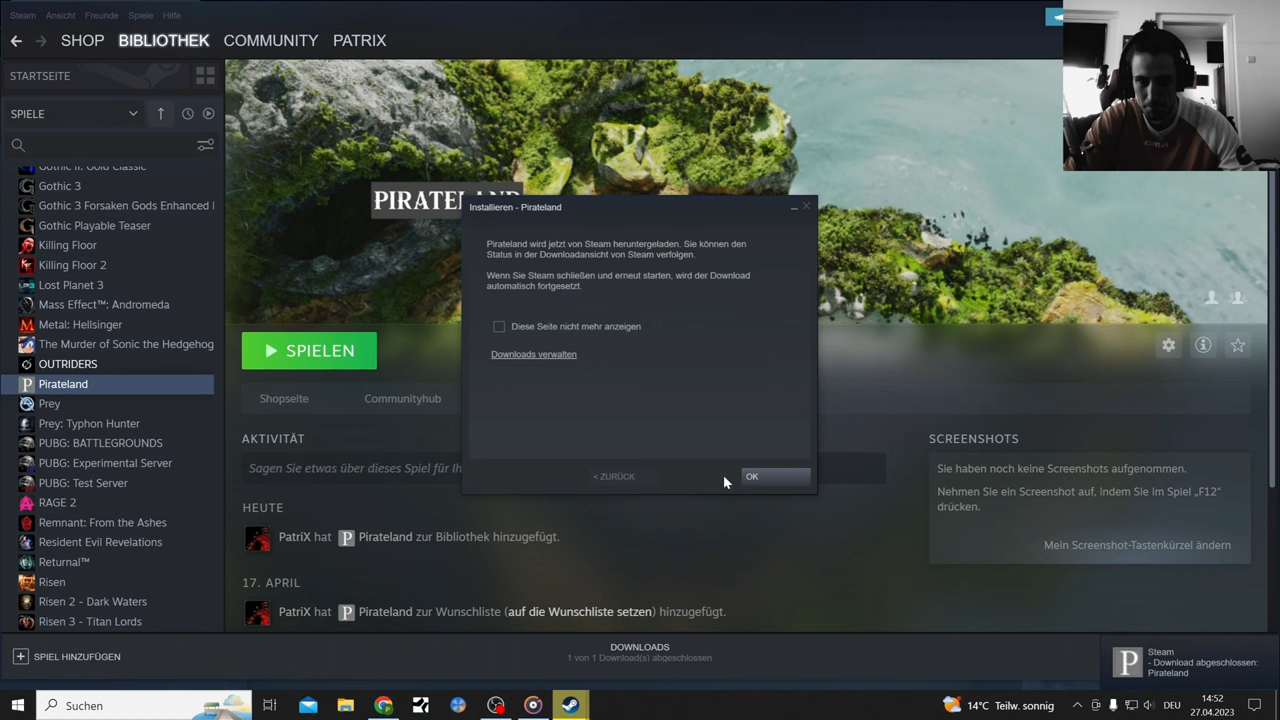 Steam Ansicht Freunde Spiele Hilfe
SHOP BIBLIOTHEK COMMUNITY PATRIX
STARTSEITE
SPIELE
Gothic II: Gold Classic
Gothic 3
Gothic 3 Forsaken Gods Enhanced
Gothic Playable Teaser
Killing Floor
Killing Floor 2
Lost Planet 3
Mass Effect™: Andromeda
Metal: Hellsinger
The Murder of Sonic the Hedgehog
OUTRIDERS
Pirateland
Prey
Prey: Typhon Hunter
PUBG: BATTLEGROUNDS
PUBG: Experimental Server
PUBG: Test Server
RAGE 2
Remnant: From the Ashes
Resident Evil Revelations
Returnal™
Risen
Risen 2 - Dark Waters
Risen 3 - Titan Lords
SPIEL HINZUFÜGEN
PIRATELAND
Installieren - Pirateland
Pirateland wird jetzt von Steam heruntergeladen. Sie können den
Status in der Downloadansicht von Steam verfolgen.
Wenn Sie Steam schließen und erneut starten, wird der Download
automatisch fortgesetzt.
Diese Seite nicht mehr anzeigen
Downloads verwalten
< ZURÜCK OK
SPIELEN
Shopseite Communityhub
AKTIVITÄT
Sagen Sie etwas über dieses Spiel für Ih
HEUTE
PatriX hat P Pirateland zur Bibliothek hinzugefügt.
17. APRIL
PatriX hat P Pirateland zur Wunschliste (auf die Wunschliste setzen) hinzugefügt.
SCREENSHOTS
Sie haben noch keine Screenshots aufgenommen.
Nehmen Sie ein Screenshot auf, indem Sie im Spiel „F12“
drücken.
Mein Screenshot-Tastenkürzel ändern
DOWNLOADS
1 von 1 Download(s) abgeschlossen
P
Steam
- Download abgeschlossen:
Pirateland
Suchen
14°C Teilw. sonnig
DEU
14:52
27.04.2023